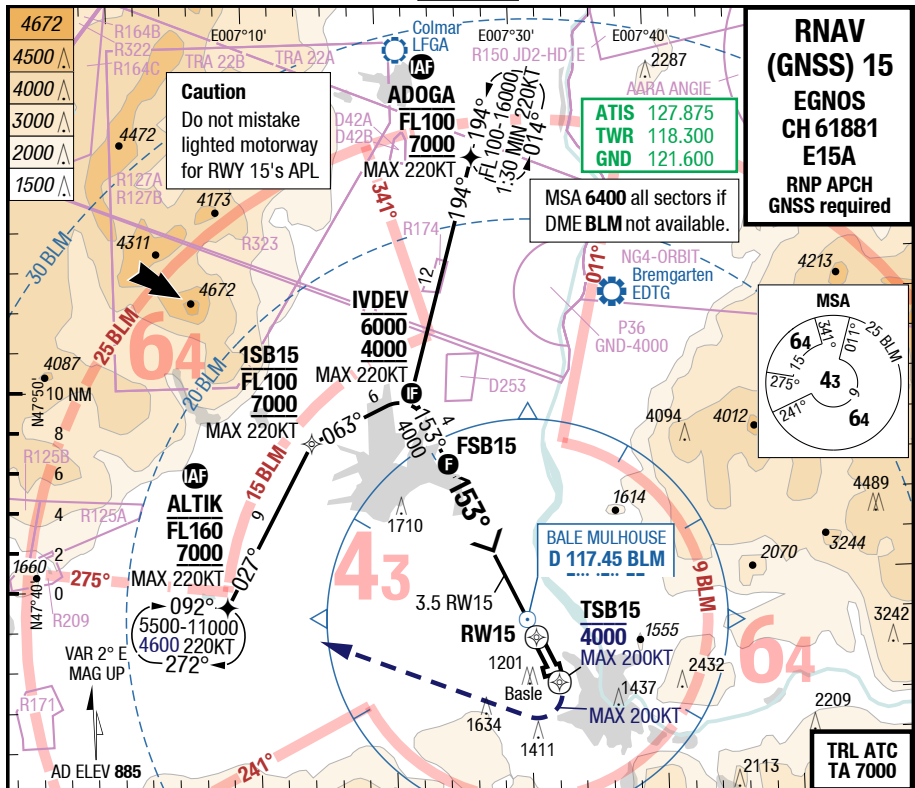 4672
4500
4000
3000
2000
1500
R164B
R322
R164C
E007°10'
TRA 22B
TRA 22A
Colmar
LFGA
E007°30'
R150 JD2-HD1E
E007°40'
2287
AARA ANGIE
RNAV
(GNSS) 15
EGNOS
CH 61881
E15A
RNP APCH
GNSS required
Caution
Do not mistake
lighted motorway
for RWY 15's APL
IAF
ADOGA
FL100
7000
MAX 220KT
D42A
D42B
194°
(FL 100-16000)
1:30 MIN 220KT
014°
ATIS 127.875
TWR 118.300
GND 121.600
MSA 6400 all sectors if
DME BLM not available.
4472
R127A
R127B
4173
341°
194°
R174
R323
4311
4672
30 BLM
25 BLM
20 BLM
64
12
011°
NG4-ORBIT
Bremgarten
EDTG
P36
GND-4000
4213
MSA
64
341°
011°
25 BLM
15
275°
43
241°
9
64
IVDEV
6000
4000
MAX 220KT
IF
1SB15
FL100
7000
MAX 220KT
063°
6
D253
4087
N47°50'
10 NM
8
6
4
2
0
N47°40'
153°
4
4000
F
FSB15
153°
4094
4012
4489
R125B
R125A
15 BLM
IAF
ALTIK
FL160
7000
MAX 220KT
9
027°
1710
1614
3244
2070
BALE MULHOUSE
D 117.45 BLM
43
9 BLM
1660
275°
R209
092°
5500-11000
4600 220KT
272°
3.5 RW15
RW15
TSB15
4000
MAX 200KT
1555
3242
64
VAR 2° E
MAG UP
1201
Basle
1437
2432
MAX 200KT
1634
1411
2209
R171
AD ELEV 885
241°
2113
TRL ATC
TA 7000